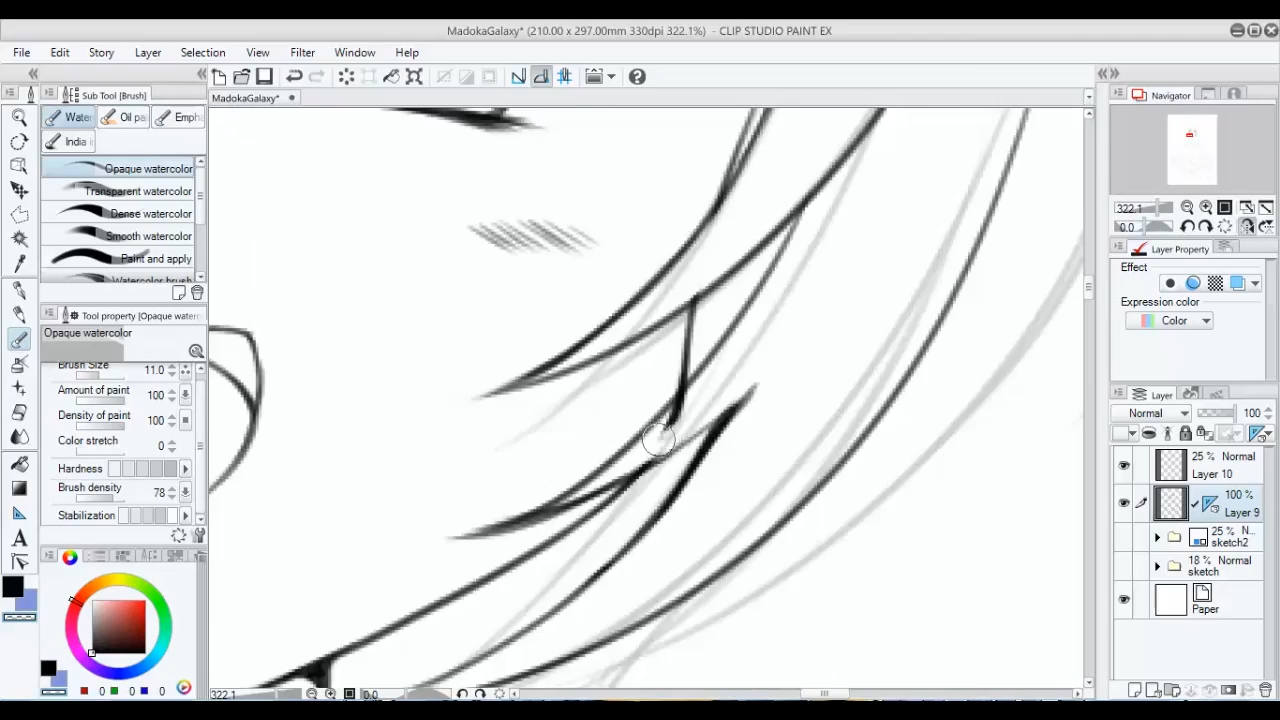 MadokaGalaxy* (210.00 x 297.00mm 330dpi 322.1%) - CLIP STUDIO PAINT EX
File Edit Story Layer Selection View Filter Window Help
Sub Tool [Brush]
MadokaGalaxy*
Navigator
Water Oil pa Empha
India i
Opaque watercolor
Transparent watercolor
Dense watercolor
Smooth watercolor
Paint and apply
Watercolor brush
322.1
0.0
Layer Property
Effect
Expression color
Color
Tool property [Opaque waterc
Opaque watercolor
Brush Size 11.0
Amount of paint 100
Density of paint 100
Color stretch 0
Hardness
Brush density 78
Stabilization
Layer
Normal 100
25 % Normal
Layer 10
100 %
Layer 9
25 % N...
sketch2
18 % Normal
sketch
Paper
A
0 0 0
322.1 0.0